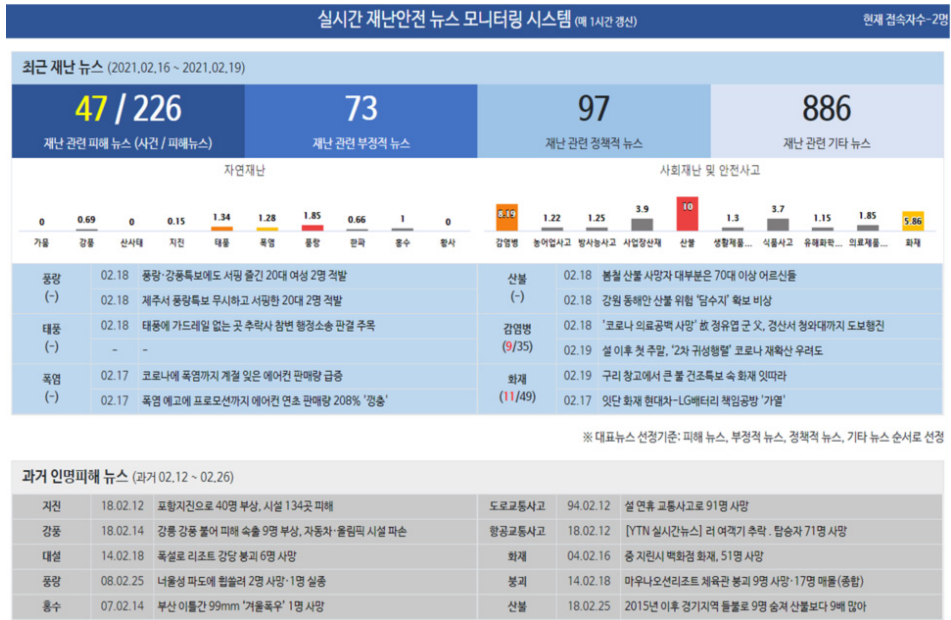 실시간 재난안전 뉴스 모니터링 시스템 (매 1시간 갱신)
현재 접속자수-2명
최근 재난 뉴스 (2021.02.16 ~ 2021.02.19)
47 / 226 73 97 886
재난 관련 피해 뉴스 (사건 / 피해뉴스) 재난 관련 부정적 뉴스 재난 관련 정책적 뉴스 재난 관련 기타 뉴스
자연재난
0 0.69 0 0.15 1.34 1.28 1.85 0.66 1 0
가뭄 강풍 산사태 지진 태풍 폭염 풍랑 한파 홍수 황사
사회재난 및 안전사고
8.19 1.22 1.25 3.9 10 1.3 3.7 1.15 1.85 5.86
감염병 농어업사고 방사능사고 사업장산재 산불 생활제품... 식품사고 유해화학... 의료제품... 화재
풍랑 (-)
02.18 풍랑·강풍특보에도 서핑 즐긴 20대 여성 2명 적발
02.18 제주서 풍랑특보 무시하고 서핑한 20대 2명 적발
태풍 (-)
02.18 태풍에 가드레일 없는 곳 추락사 참변 행정소송 판결 주목
- -
폭염 (-)
02.17 코로나에 폭염까지 계절 잊은 에어컨 판매량 급증
02.17 폭염 예고에 프로모션까지 에어컨 연초 판매량 208% '껑충'
산불 (-)
02.18 봄철 산불 사망자 대부분은 70대 이상 어르신들
02.18 강원 동해안 산불 위험 '담수지' 확보 비상
감염병 (9/35)
02.18 '코로나 의료공백 사망' 故 정유엽 군 父, 경산서 청와대까지 도보행진
02.19 설 이후 첫 주말, '2차 귀성행렬' 코로나 재확산 우려도
화재 (11/49)
02.19 구리 창고에서 큰 불 건조특보 속 화재 잇따라
02.17 잇단 화재 현대차-LG배터리 책임공방 '가열'
※ 대표뉴스 선정기준: 피해 뉴스, 부정적 뉴스, 정책적 뉴스, 기타 뉴스 순서로 선정
과거 인명피해 뉴스 (과거 02.12 ~ 02.26)
지진 18.02.12 포항지진으로 40명 부상, 시설 134곳 피해
강풍 18.02.14 강릉 강풍 불어 피해 속출 9명 부상, 자동차·올림픽 시설 파손
대설 14.02.18 폭설로 리조트 강당 붕괴 6명 사망
풍랑 08.02.25 너울성 파도에 휩쓸려 2명 사망·1명 실종
홍수 07.02.14 부산 이틀간 99mm '겨울폭우' 1명 사망
도로교통사고 94.02.12 설 연휴 교통사고로 91명 사망
항공교통사고 18.02.12 [YTN 실시간뉴스] 러 여객기 추락 . 탑승자 71명 사망
화재 04.02.16 중 지린시 백화점 화재, 51명 사망
붕괴 14.02.18 마우나오션리조트 체육관 붕괴 9명 사망·17명 매몰(종합)
산불 18.02.25 2015년 이후 경기지역 들불로 9명 숨져 산불보다 9배 많아